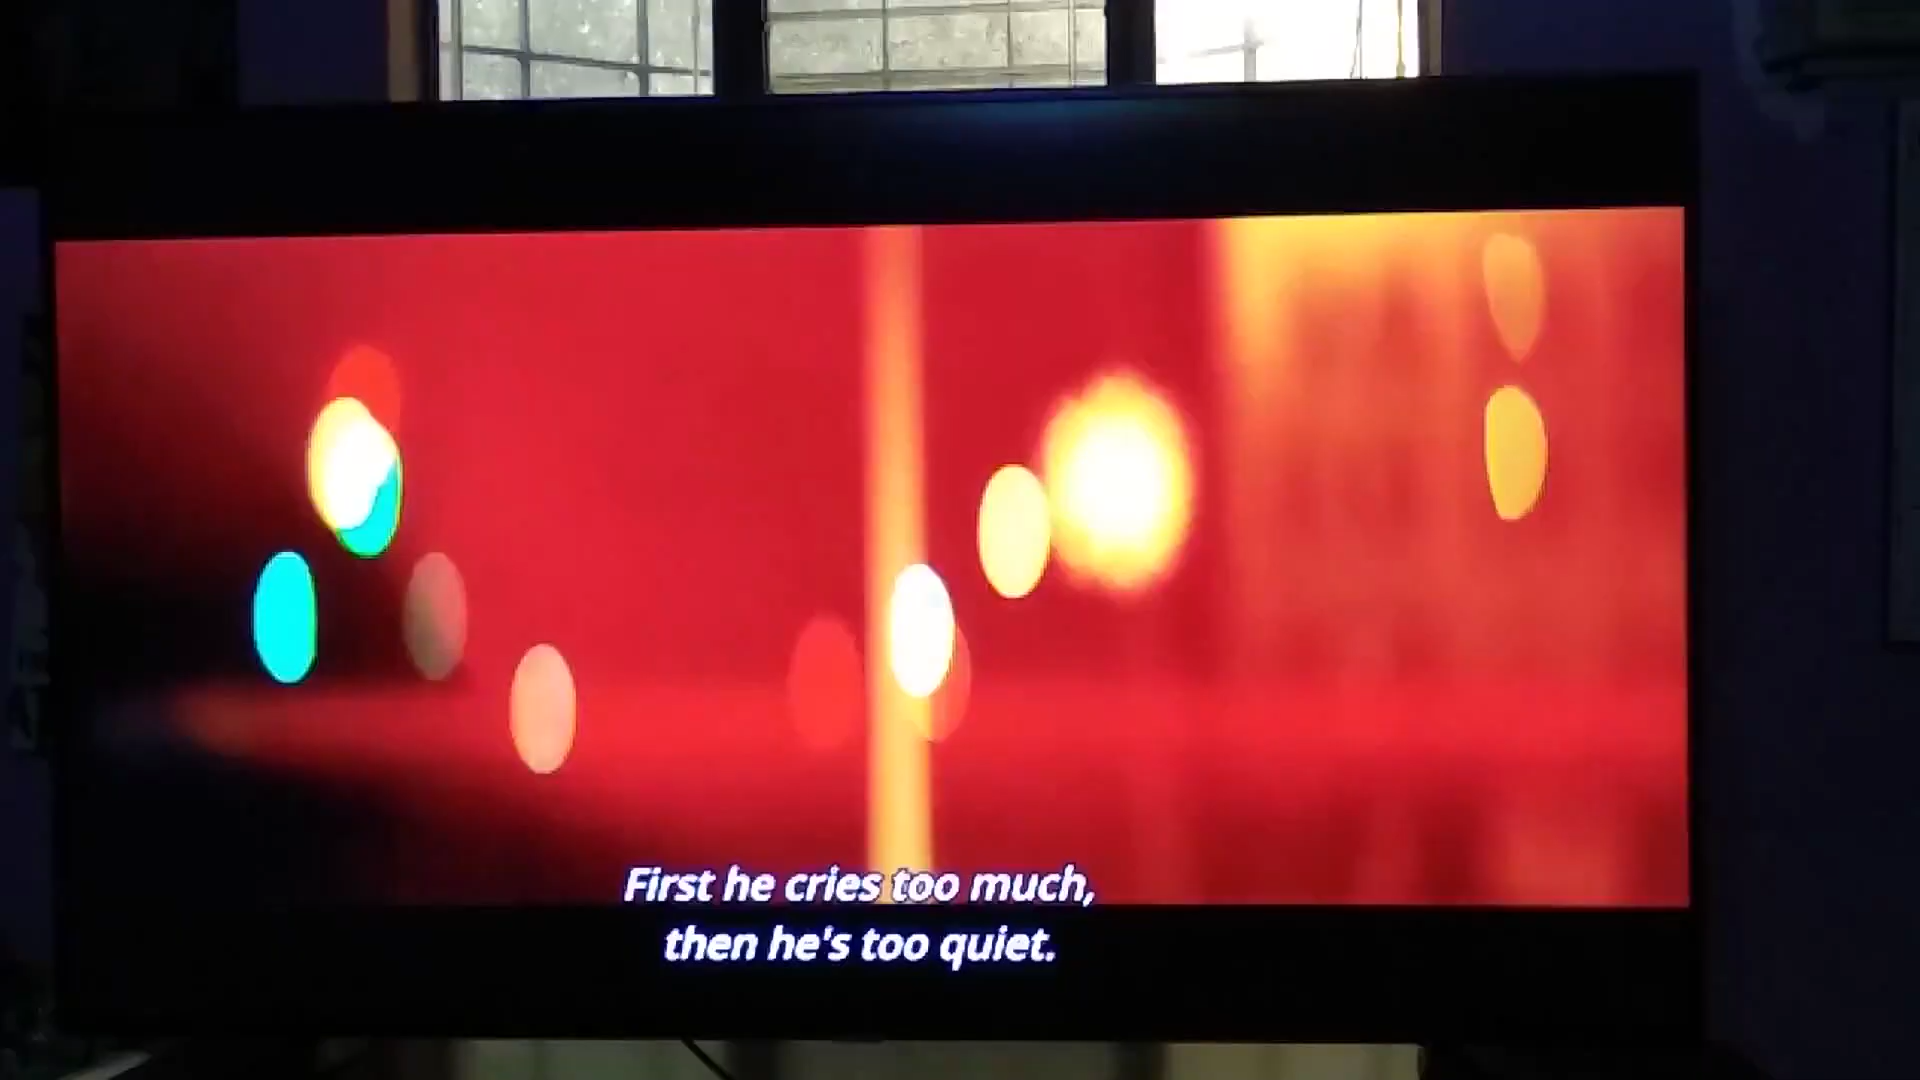 First he cries too much,
then he's too quiet.